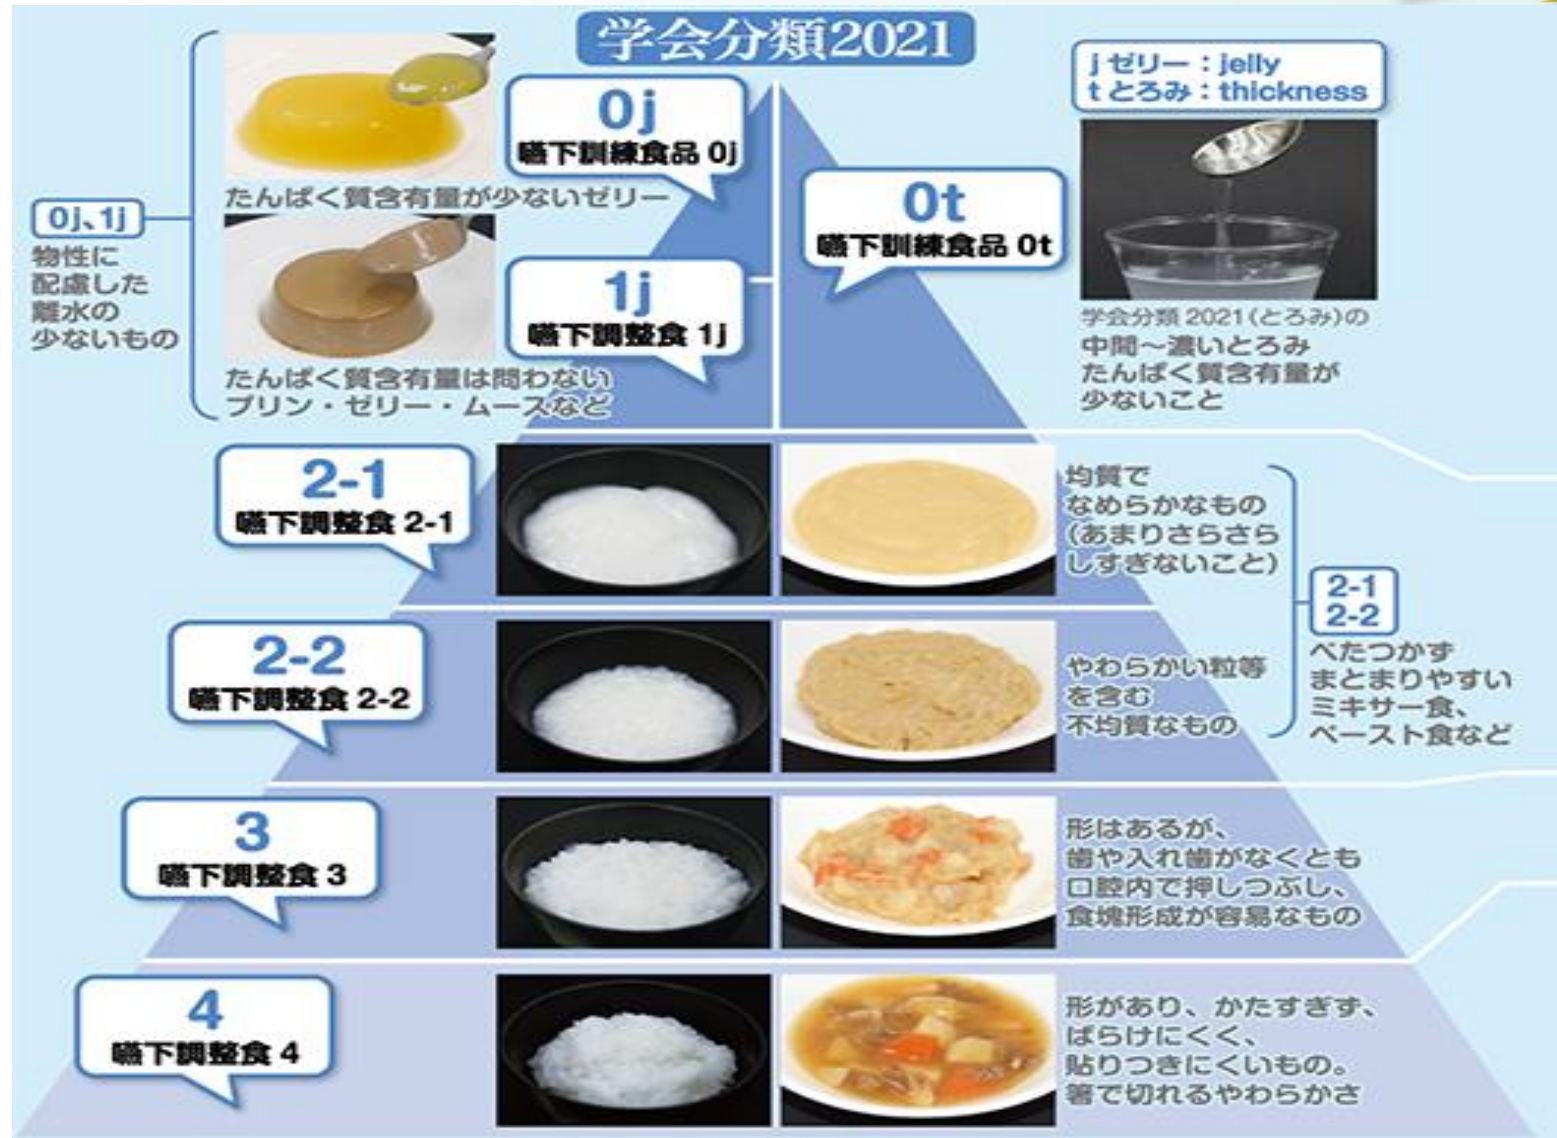 学会分類2021
0j
嚥下訓練食品 0j
たんぱく質含有量が少ないゼリー
0j、1j
物性に
配慮した
離水の
少ないもの
1j
嚥下調整食 1j
たんぱく質含有量は問わない
プリン・ゼリー・ムースなど
j ゼリー:jelly
t とろみ:thickness
0t
嚥下訓練食品 0t
学会分類 2021(とろみ)の
中間~濃いとろみ
たんぱく質含有量が
少ないこと
2-1
嚥下調整食 2-1
均質で
なめらかなもの
(あまりさらさら
しすぎないこと)
2-2
嚥下調整食 2-2
やわらかい粒等
を含む
不均質なもの
2-1
2-2
べたつかず
まとまりやすい
ミキサー食、
ペースト食など
3
嚥下調整食 3
形はあるが、
歯や入れ歯がなくとも
口腔内で押しつぶし、
食塊形成が容易なもの
4
嚥下調整食 4
形があり、かたすぎず、
ばらけにくく、
貼りつきにくいもの。
箸で切れるやわらかさ